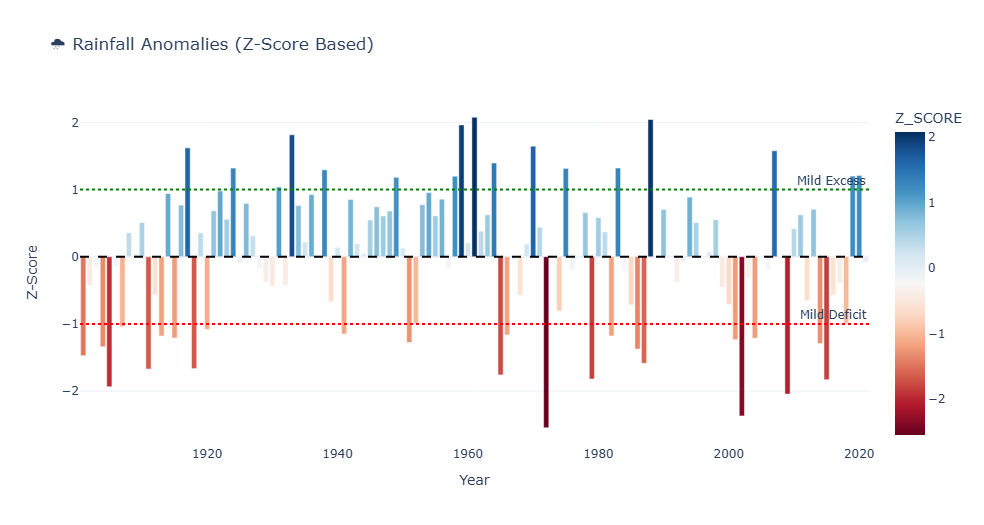 🌧 Rainfall Anomalies (Z-Score Based)
Z_SCORE
2
1
0
−1
−2
Z-Score
2
1
0
−1
−2
Mild Excess
Mild Deficit
1920 1940 1960 1980 2000 2020
Year